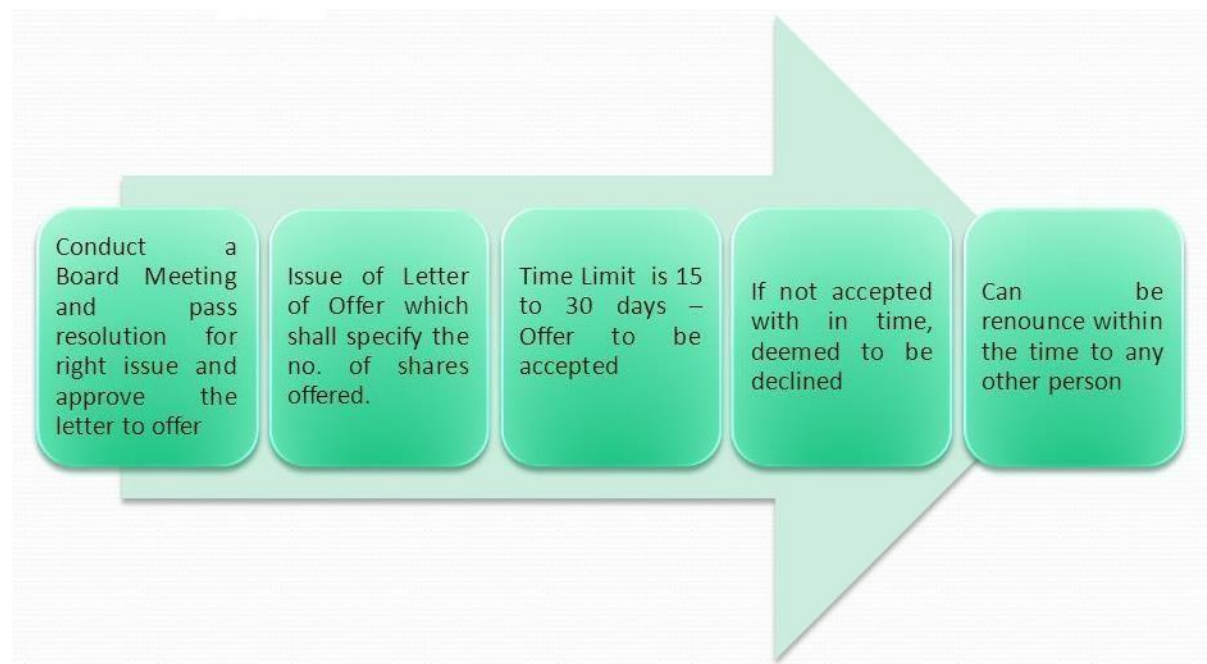 Conduct a
Board Meeting
and pass
resolution for
right issue and
approve the
letter to offer
Issue of Letter
of Offer which
shall specify the
no. of shares
offered.
Time Limit is 15
to 30 days –
Offer to be
accepted
If not accepted
with in time,
deemed to be
declined
Can be
renounce within
the time to any
other person